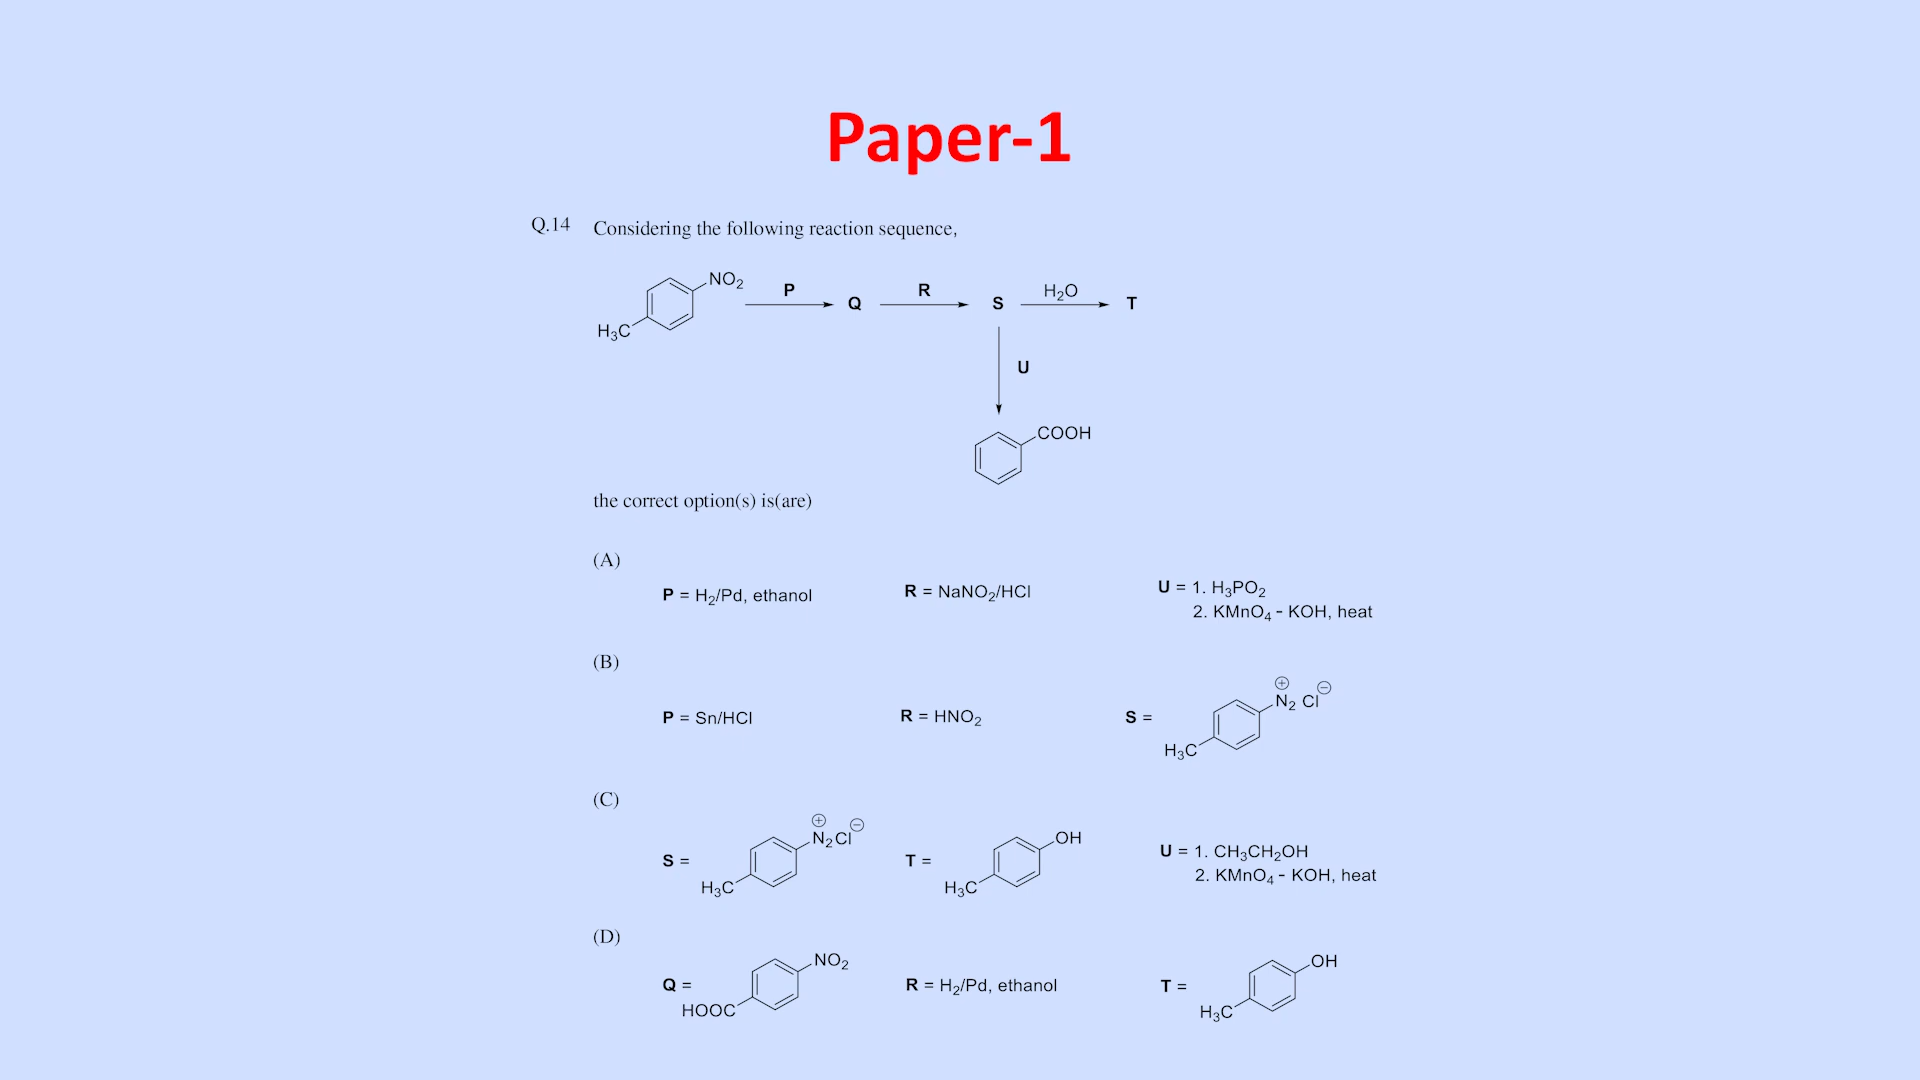 Paper-1
Q.14 Considering the following reaction sequence,
NO2
H3C
P Q R S H2O T
U
COOH
the correct option(s) is(are)
(A)
P = H2/Pd, ethanol R = NaNO2/HCl U = 1. H3PO2
2. KMnO4 - KOH, heat
(B)
P = Sn/HCl R = HNO2 S =
⊕ ⊖
N2 Cl
H3C
(C)
⊕ ⊖
N2Cl OH
S = T = U = 1. CH3CH2OH
2. KMnO4 - KOH, heat
H3C H3C
(D)
NO2 OH
Q = R = H2/Pd, ethanol T =
HOOC H3C